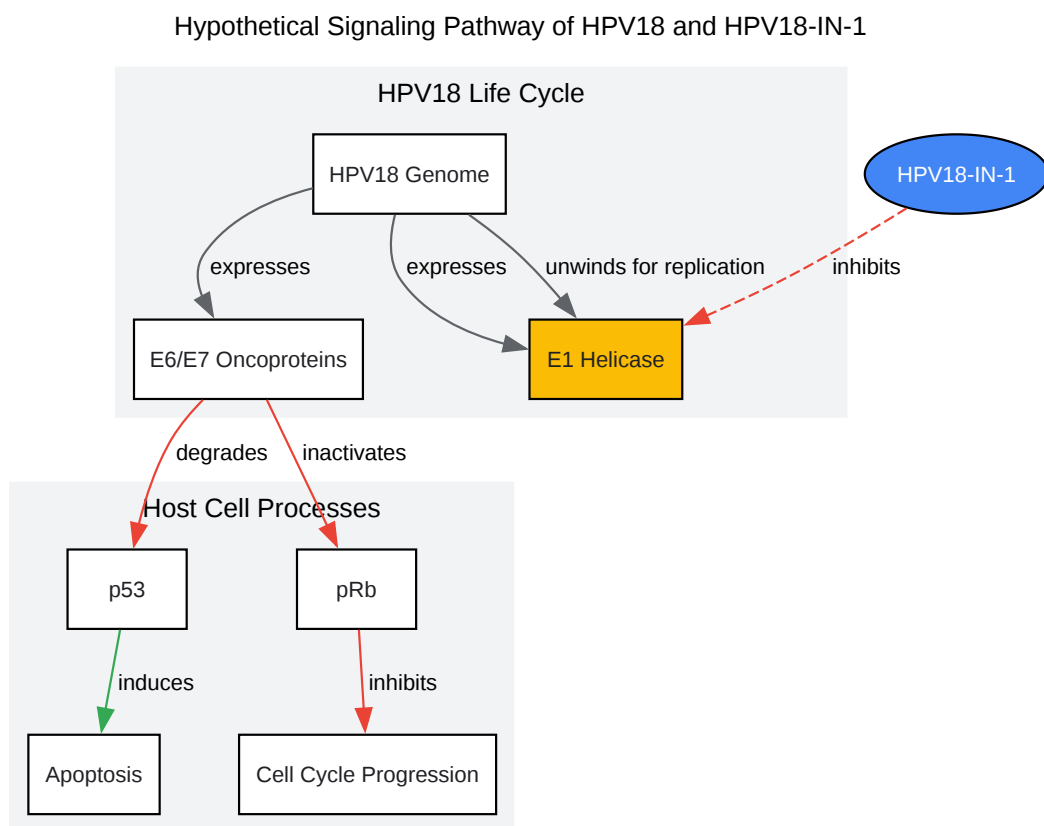 Hypothetical Signaling Pathway of HPV18 and HPV18-IN-1
HPV18 Life Cycle
HPV18 Genome
HPV18-IN-1
expresses
expresses
unwinds for replication
inhibits
E6/E7 Oncoproteins
E1 Helicase
degrades
inactivates
Host Cell Processes
p53
pRb
induces
inhibits
Apoptosis
Cell Cycle Progression